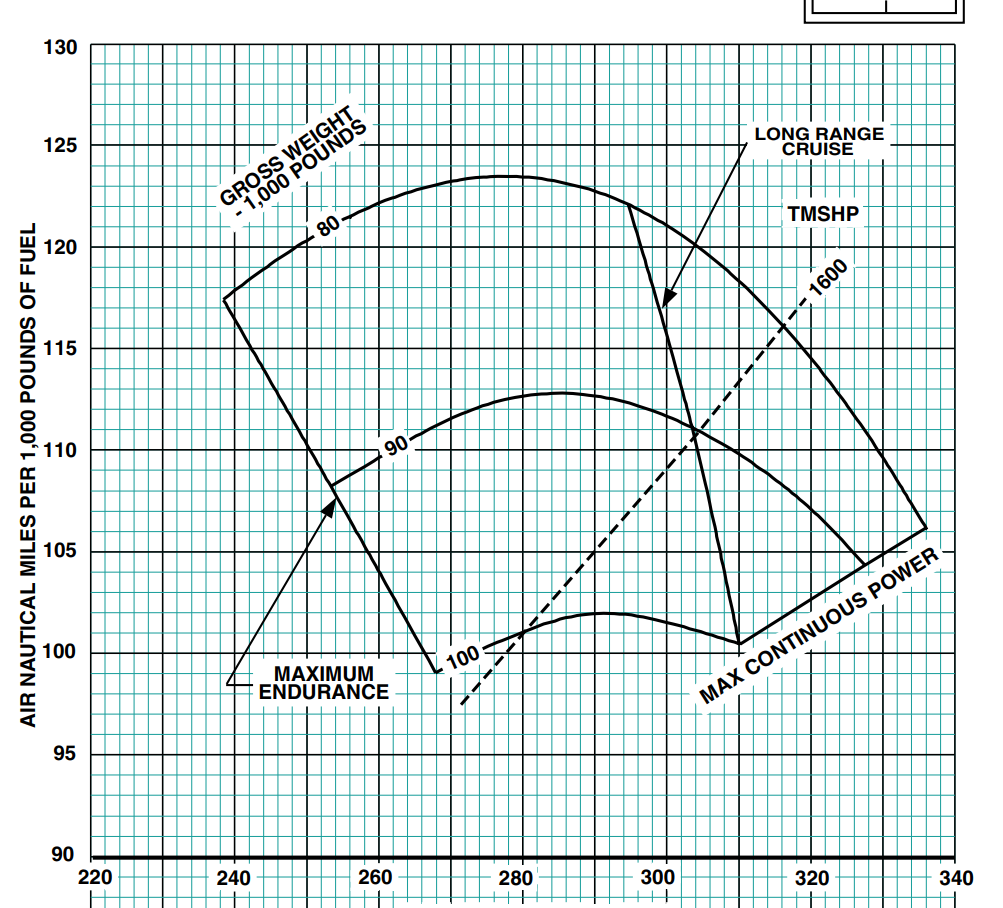 130
125
120
115
110
105
100
95
90
AIR NAUTICAL MILES PER 1,000 POUNDS OF FUEL
GROSS WEIGHT
- 1,000 POUNDS
80
90
100
LONG RANGE
CRUISE
TMSHP
1600
MAXIMUM
ENDURANCE
MAX CONTINUOUS POWER
220
240
260
280
300
320
340